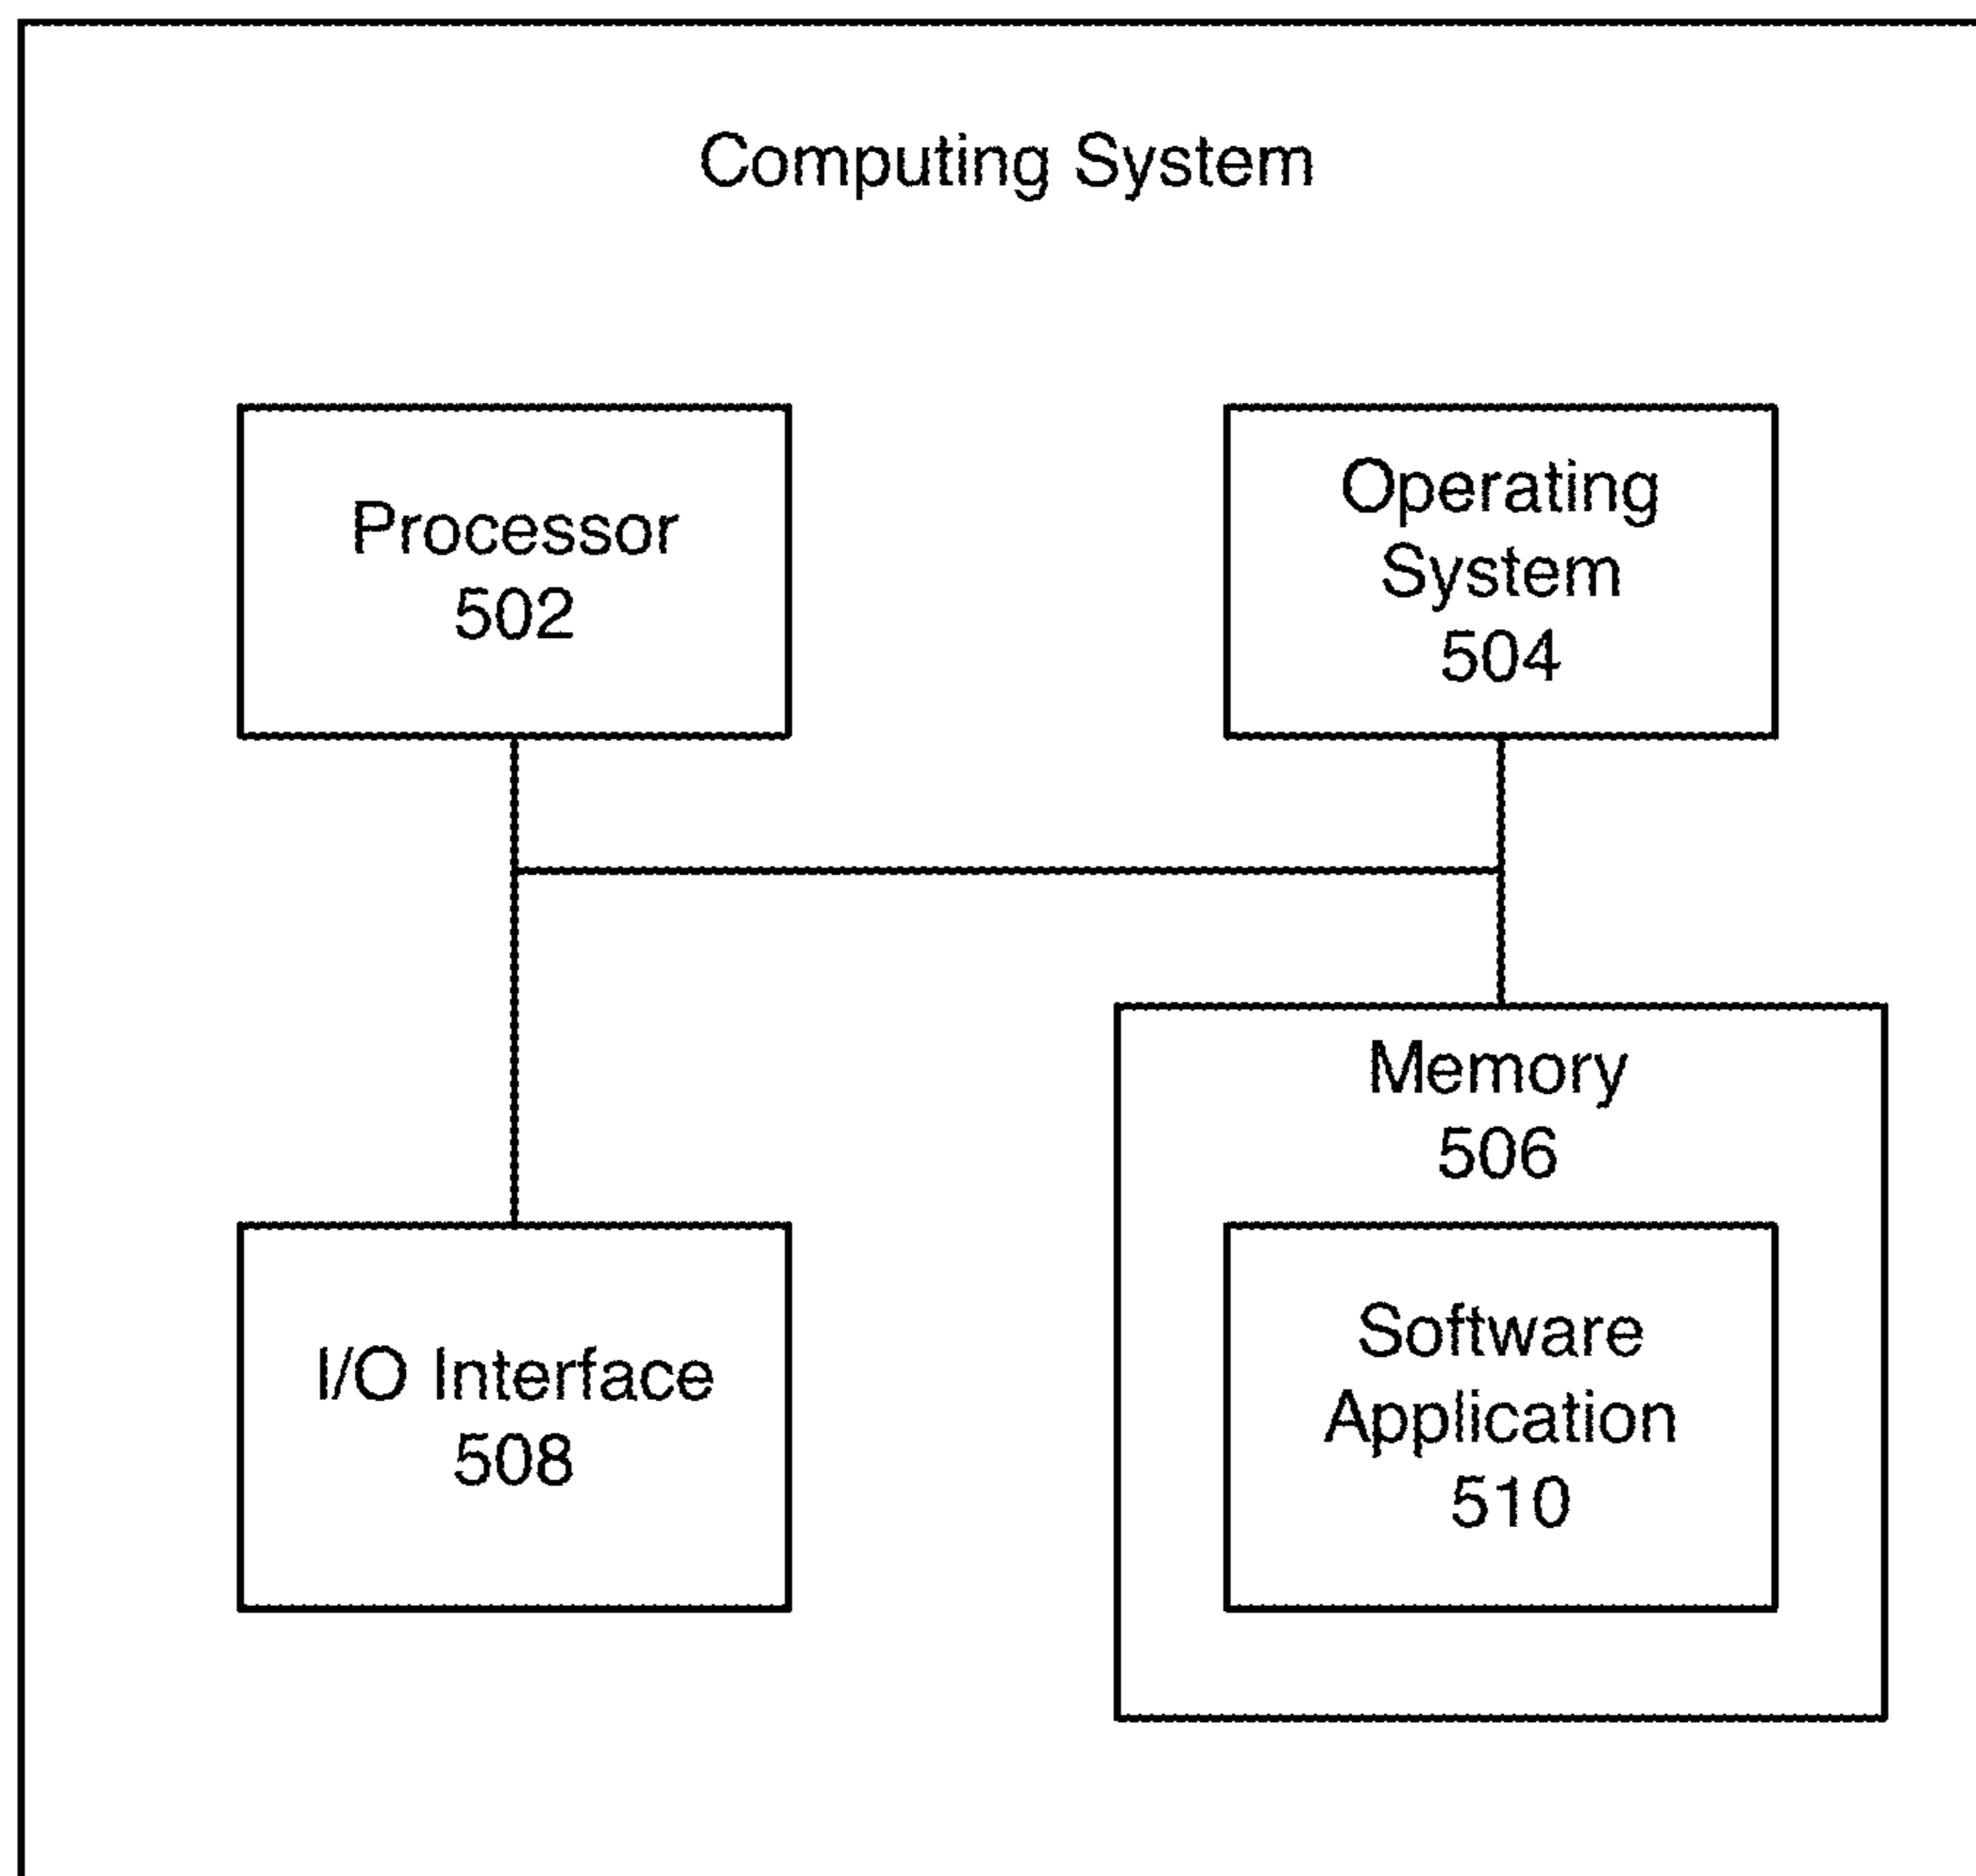 Computing System
Processor
502
Operating
System
504
Memory
506
I/O Interface
508
Software
Application
510